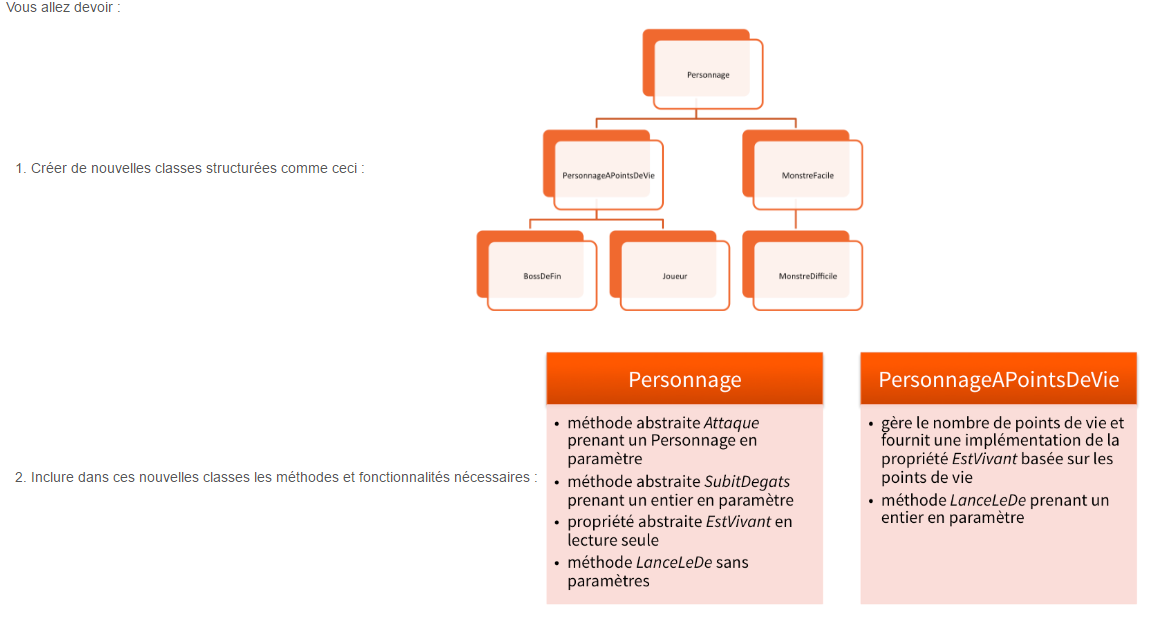 Vous allez devoir :
Personnage
1. Créer de nouvelles classes structurées comme ceci :
PersonnageAPointsDeVie
MonstreFacile
BossDeFin
Joueur
MonstreDifficile
2. Inclure dans ces nouvelles classes les méthodes et fonctionnalités nécessaires :
Personnage
• méthode abstraite Attaque
prenant un Personnage en
paramètre
• méthode abstraite SubitDegats
prenant un entier en paramètre
• propriété abstraite EstVivant en
lecture seule
• méthode LanceLeDe sans
paramètres
PersonnageAPointsDeVie
• gère le nombre de points de vie et
fournit une implémentation de la
propriété EstVivant basée sur les
points de vie
• méthode LanceLeDe prenant un
entier en paramètre